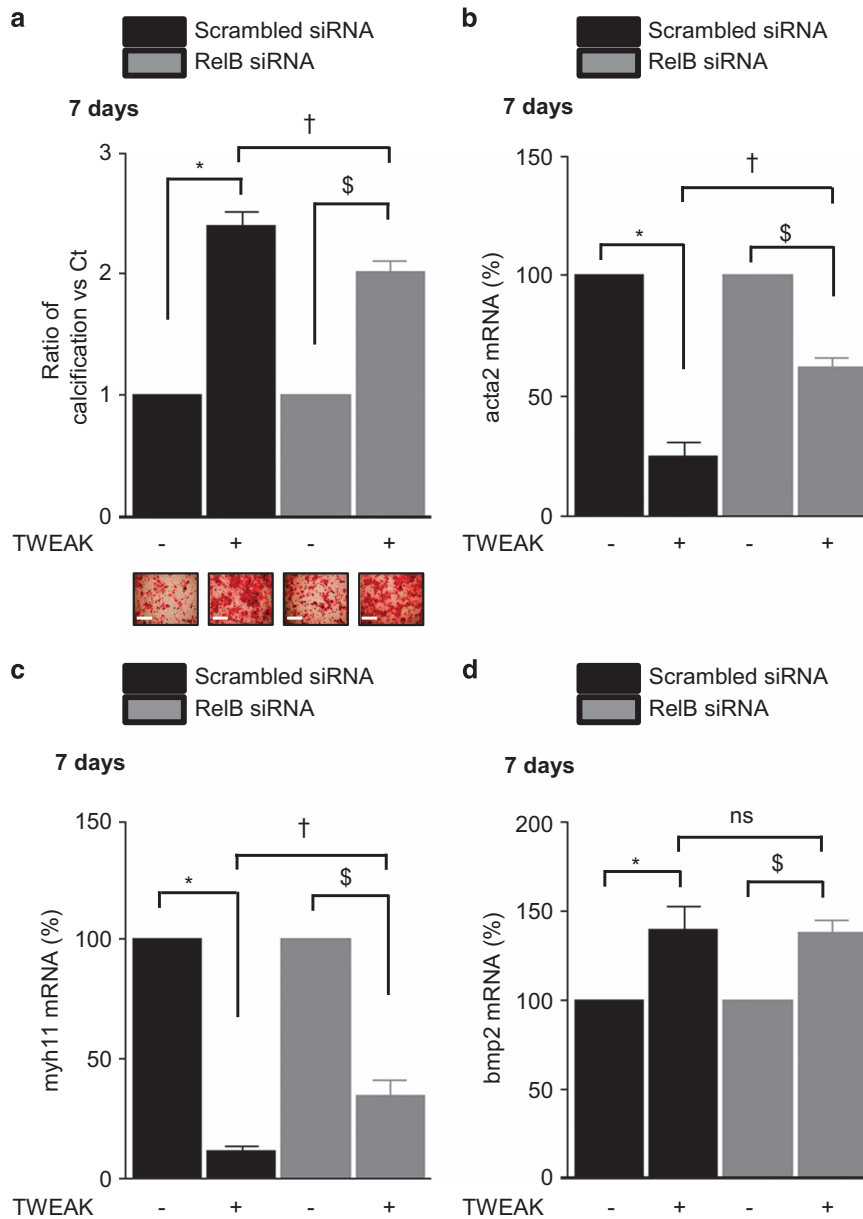 a
Scrambled siRNA
RelB siRNA
7 days
†
*
$
3
2
1
0
Ratio of
calcification vs Ct
TWEAK - + - +
b
Scrambled siRNA
RelB siRNA
7 days
†
*
$
150
100
50
0
acta2 mRNA (%)
TWEAK - + - +
c
Scrambled siRNA
RelB siRNA
7 days
†
*
$
150
100
50
0
myh11 mRNA (%)
TWEAK - + - +
d
Scrambled siRNA
RelB siRNA
7 days
ns
*
$
200
150
100
50
0
bmp2 mRNA (%)
TWEAK - + - +